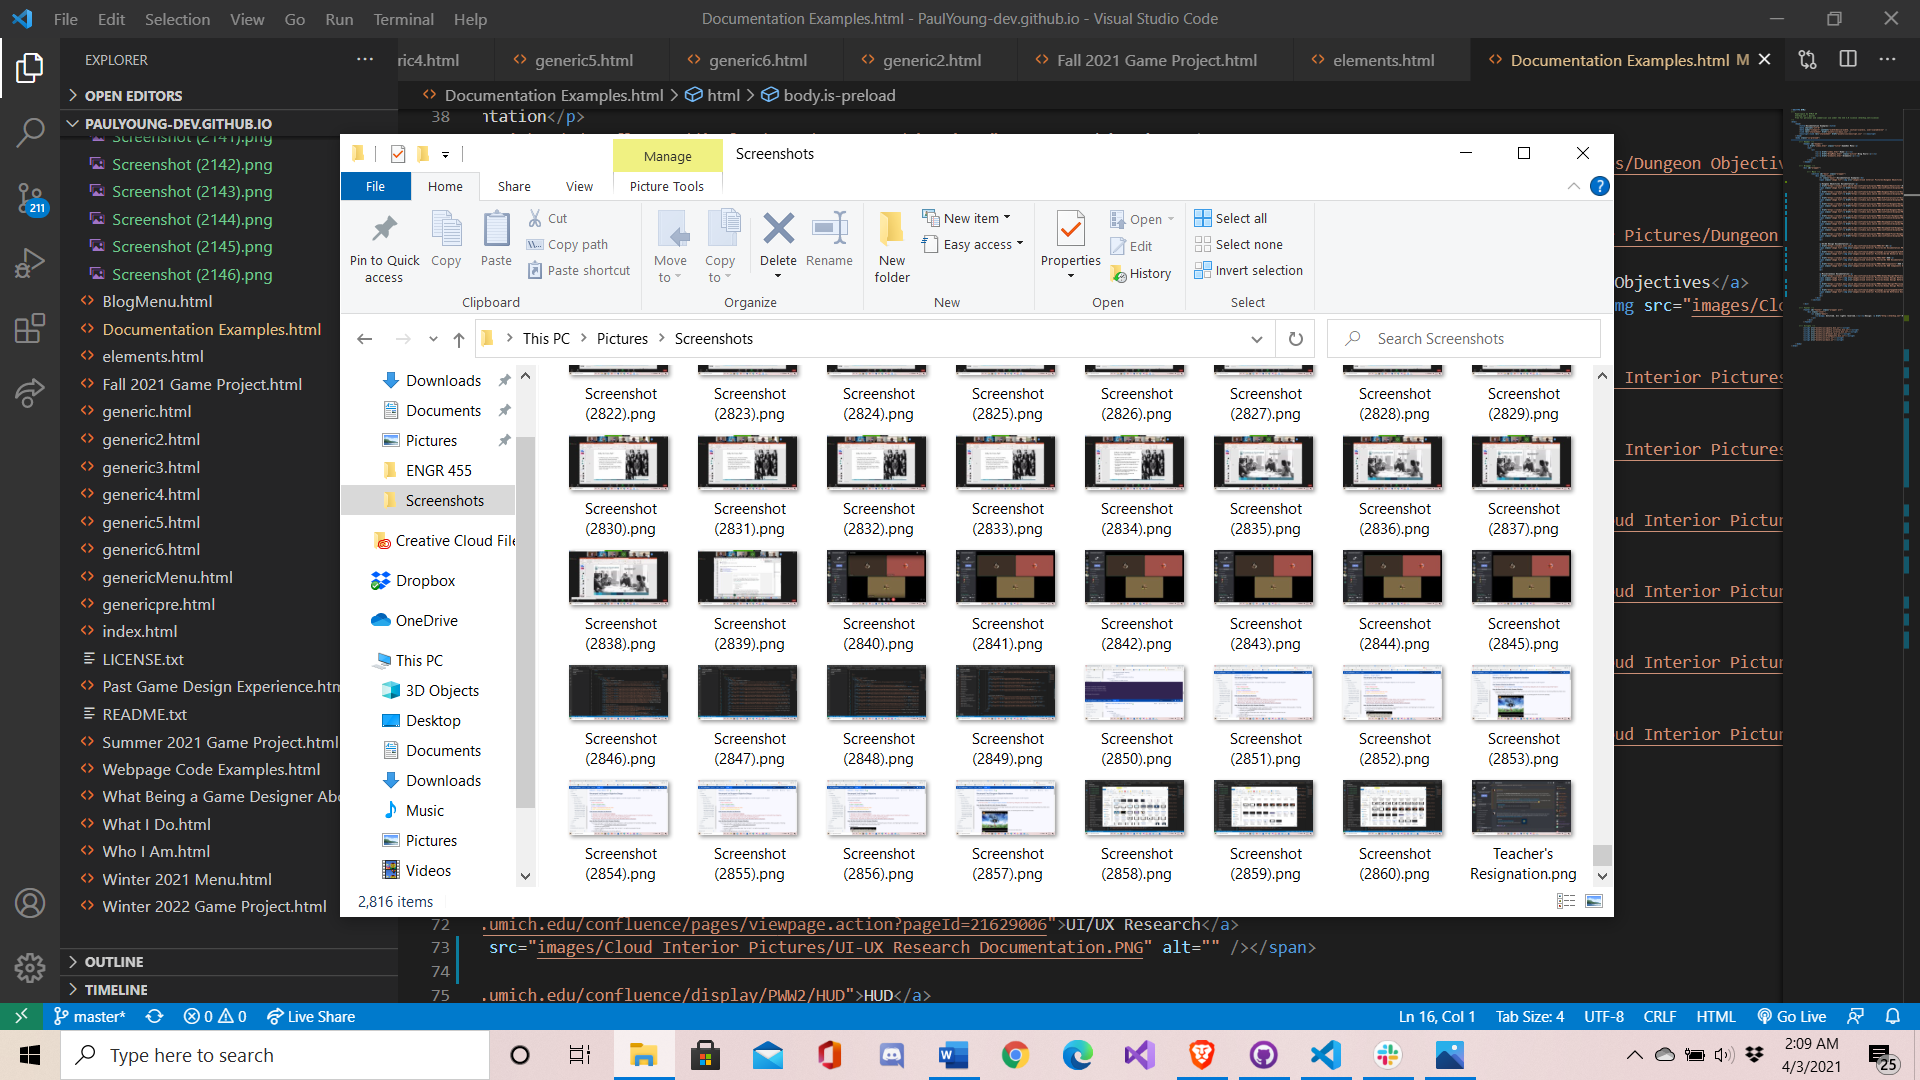 File Edit Selection View Go Run Terminal Help
Documentation Examples.html - PaulYoung-dev.github.io - Visual Studio Code
EXPLORER
ric4.html generic5.html generic6.html generic2.html Fall 2021 Game Project.html elements.html Documentation Examples.html M
Documentation Examples.html > html > body.is-preload
OPEN EDITORS
PAULYOUNG-DEV.GITHUB.IO
Screenshot (2141).png
Screenshot (2142).png
Screenshot (2143).png
Screenshot (2144).png
Screenshot (2145).png
Screenshot (2146).png
BlogMenu.html
Documentation Examples.html
elements.html
Fall 2021 Game Project.html
generic.html
generic2.html
generic3.html
generic4.html
generic5.html
generic6.html
genericMenu.html
genericpre.html
index.html
LICENSE.txt
Past Game Design Experience.htm
README.txt
Summer 2021 Game Project.html
Webpage Code Examples.html
What Being a Game Designer Abo
What I Do.html
Who I Am.html
Winter 2021 Menu.html
Winter 2022 Game Project.html
OUTLINE
TIMELINE
211
38 ntation</p>
s/Dungeon Objectiv
Pictures/Dungeon
Objectives</a>
mg src="images/Clo
Interior Pictures
Interior Pictures
ud Interior Pictur
ud Interior Pictur
ud Interior Pictur
ud Interior Pictur
Manage
Screenshots
File Home Share View Picture Tools
Pin to Quick access
Copy
Paste
Cut
Copy path
Paste shortcut
Clipboard
Move to
Copy to
Delete
Rename
Organize
New folder
New item
Easy access
New
Properties
Open
Edit
History
Open
Select all
Select none
Invert selection
Select
This PC > Pictures > Screenshots
Search Screenshots
Downloads
Documents
Pictures
ENGR 455
Screenshots
Creative Cloud File
Dropbox
OneDrive
This PC
3D Objects
Desktop
Documents
Downloads
Music
Pictures
Videos
Screenshot (2822).png
Screenshot (2823).png
Screenshot (2824).png
Screenshot (2825).png
Screenshot (2826).png
Screenshot (2827).png
Screenshot (2828).png
Screenshot (2829).png
Screenshot (2830).png
Screenshot (2831).png
Screenshot (2832).png
Screenshot (2833).png
Screenshot (2834).png
Screenshot (2835).png
Screenshot (2836).png
Screenshot (2837).png
Screenshot (2838).png
Screenshot (2839).png
Screenshot (2840).png
Screenshot (2841).png
Screenshot (2842).png
Screenshot (2843).png
Screenshot (2844).png
Screenshot (2845).png
Screenshot (2846).png
Screenshot (2847).png
Screenshot (2848).png
Screenshot (2849).png
Screenshot (2850).png
Screenshot (2851).png
Screenshot (2852).png
Screenshot (2853).png
Screenshot (2854).png
Screenshot (2855).png
Screenshot (2856).png
Screenshot (2857).png
Screenshot (2858).png
Screenshot (2859).png
Screenshot (2860).png
Teacher's Resignation.png
2,816 items
72 .umich.edu/confluence/pages/viewpage.action?pageId=21629006">UI/UX Research</a>
73 src="images/Cloud Interior Pictures/UI-UX Research Documentation.PNG" alt="" /></span>
74
75 .umich.edu/confluence/display/PWW2/HUD">HUD</a>
master* 0 0 Live Share
Ln 16, Col 1 Tab Size: 4 UTF-8 CRLF HTML Go Live
Type here to search
2:09 AM
4/3/2021
25